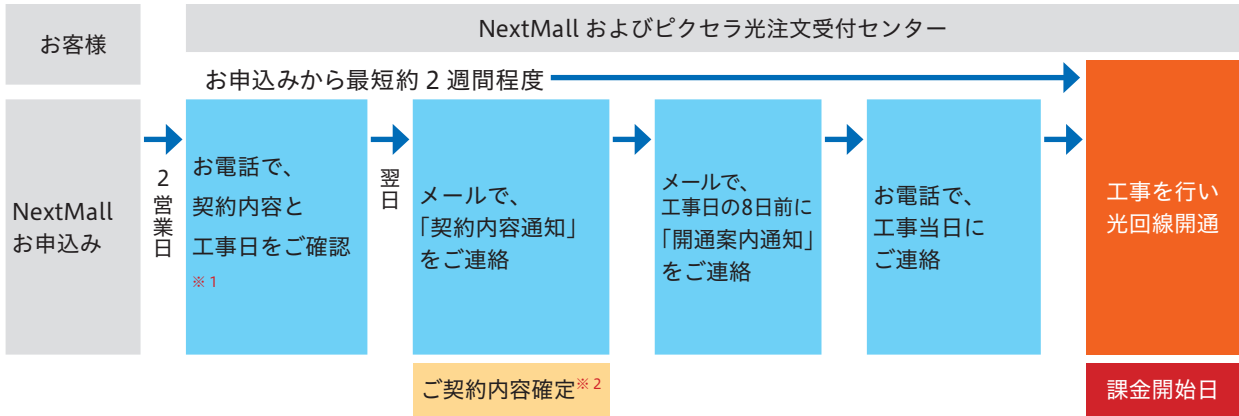 お客様
NextMall およびピクセラ光注文受付センター
お申込みから最短約 2 週間程度
NextMall
お申込み
2営業日
お電話で、
契約内容と
工事日をご確認
※1
翌日
メールで、
「契約内容通知」
をご連絡
メールで、
工事日の8日前に
「開通案内通知」
をご連絡
お電話で、
工事当日に
ご連絡
工事を行い
光回線開通
ご契約内容確定※2
課金開始日